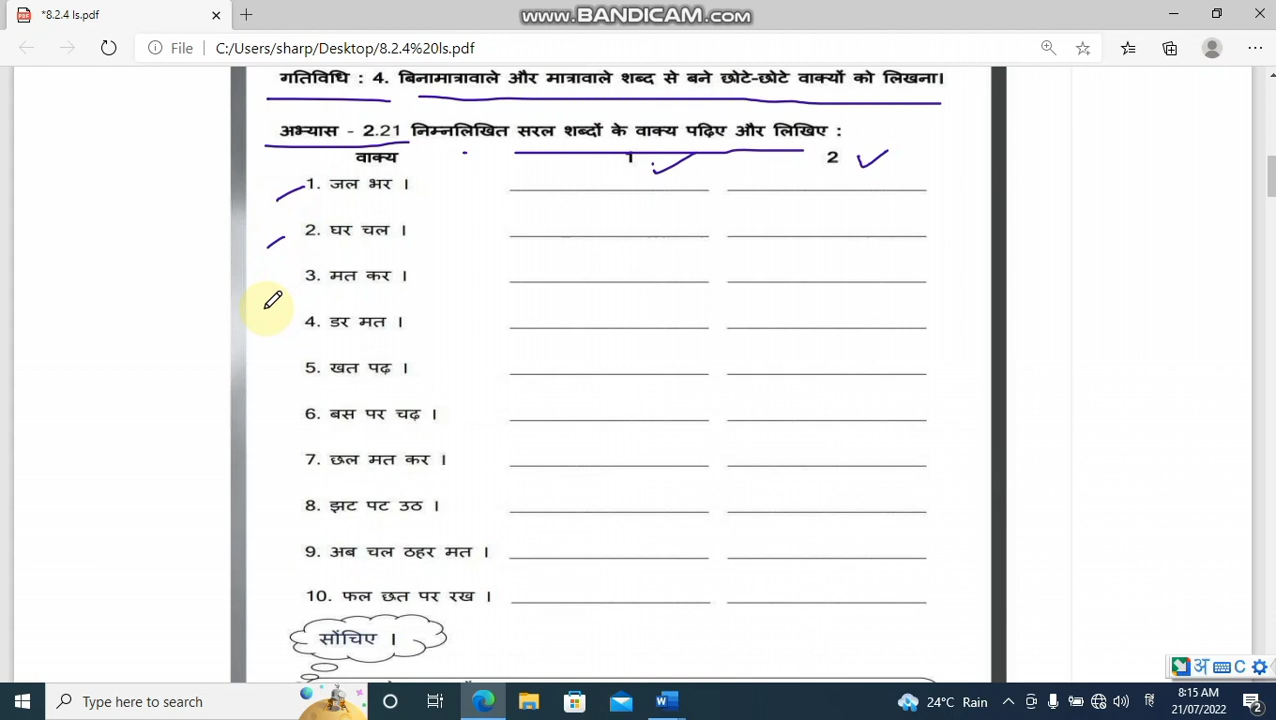 *8.2.4 ls.pdf
www.BANDICAM.com
File C:/Users/sharp/Desktop/8.2.4%20ls.pdf
गतिविधि : 4. बिनामात्रावाले और मात्रावाले शब्द से बने छोटे-छोटे वाक्यों को लिखना।
अभ्यास - 2.21 निम्नलिखित सरल शब्दों के वाक्य पढ़िए और लिखिए :
वाक्य 1 2
1. जल भर ।
2. घर चल ।
3. मत कर ।
4. डर मत ।
5. खत पढ़ ।
6. बस पर चढ़ ।
7. छल मत कर ।
8. झट पट उठ ।
9. अब चल ठहर मत ।
10. फल छत पर रख ।
सोंचिए ।
अ C
Type here to search
24°C Rain
हि
8:15 AM
21/07/2022
2